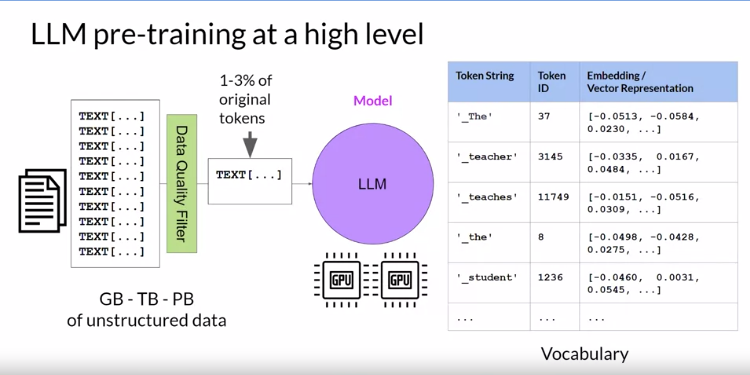 LLM pre-training at a high level
TEXT[...]
TEXT[...]
TEXT[...]
TEXT[...]
TEXT[...]
TEXT[...]
TEXT[...]
TEXT[...]
TEXT[...]
TEXT[...]
GB - TB - PB
of unstructured data
Data Quality Filter
1-3% of
original
tokens
TEXT[...]
Model
LLM
GPU
GPU
Token String Token ID Embedding / Vector Representation
'_The' 37 [-0.0513, -0.0584, 0.0230, ...]
'_teacher' 3145 [-0.0335, 0.0167, 0.0484, ...]
'_teaches' 11749 [-0.0151, -0.0516, 0.0309, ...]
'_the' 8 [-0.0498, -0.0428, 0.0275, ...]
'_student' 1236 [-0.0460, 0.0031, 0.0545, ...]
... ... ...
Vocabulary